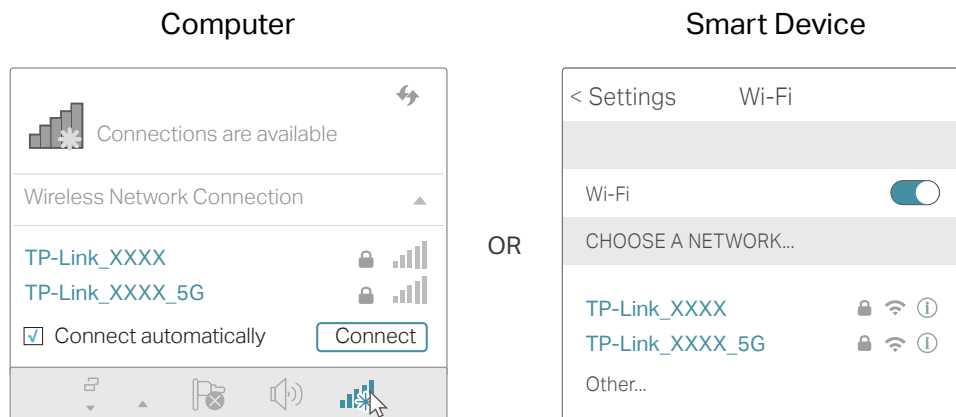 Computer
Connections are available
Wireless Network Connection
TP-Link_XXXX
TP-Link_XXXX_5G
Connect automatically
Connect
OR
Smart Device
< Settings Wi-Fi
Wi-Fi
CHOOSE A NETWORK...
TP-Link_XXXX
TP-Link_XXXX_5G
Other...